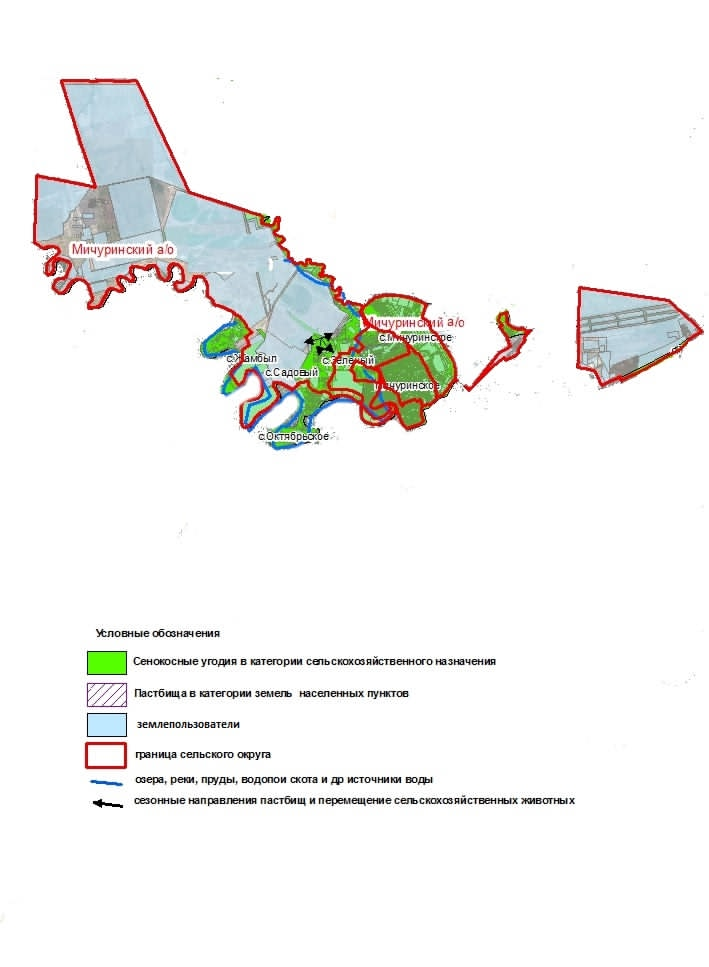 Мичуринский а/о
Мичуринский а/о
с.Мичуринское
с.Жамбыл
с.Зеленый
с.Садовый
Мичуринское
с.Октябрьское
Условные обозначения
Сенокосные угодия в категории сельскохозяйственного назначения
Пастбища в категории земель населенных пунктов
землепользователи
граница сельского округа
озера, реки, пруды, водопои скота и др источники воды
сезонные направления пастбищ и перемещение сельскохозяйственных животных